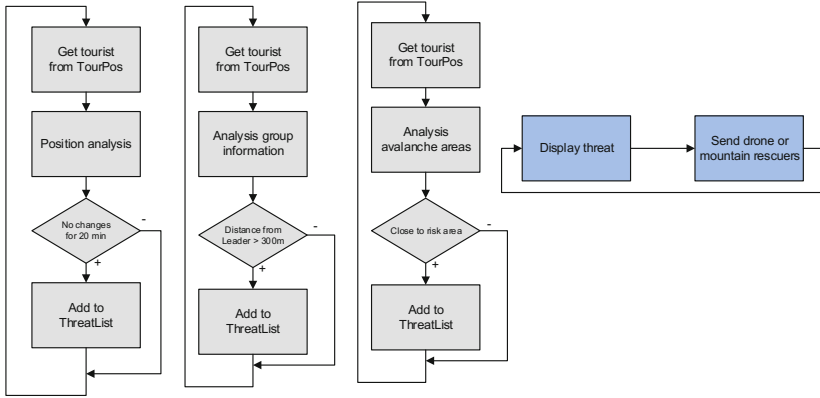 Get tourist
from TourPos
Position analysis
No changes
for 20 min
-
+
Add to
ThreatList
Get tourist
from TourPos
Analysis group
information
Distance from
Leader > 300m
-
+
Add to
ThreatList
Get tourist
from TourPos
Analysis
avalanche areas
Close to risk area
-
+
Add to
ThreatList
Display threat
Send drone or
mountain rescuers